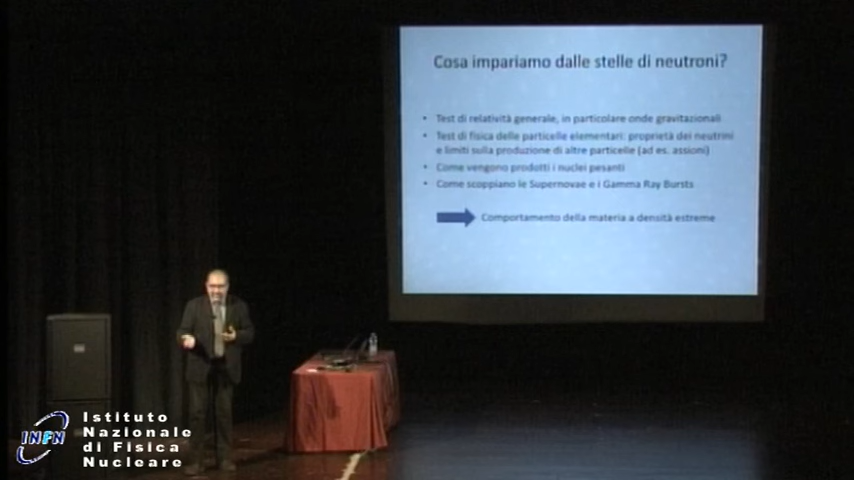 Cosa impariamo dalle stelle di neutroni?
• Test di relatività generale, in particolare onde gravitazionali
• Test di fisica delle particelle elementari: proprietà dei neutrini
e limiti sulla produzione di altre particelle (ad es. assioni)
• Come vengono prodotti i nuclei pesanti
• Come scoppiano le Supernovae e i Gamma Ray Bursts
Comportamento della materia a densità estreme
INFN
Istituto
Nazionale
di Fisica
Nucleare